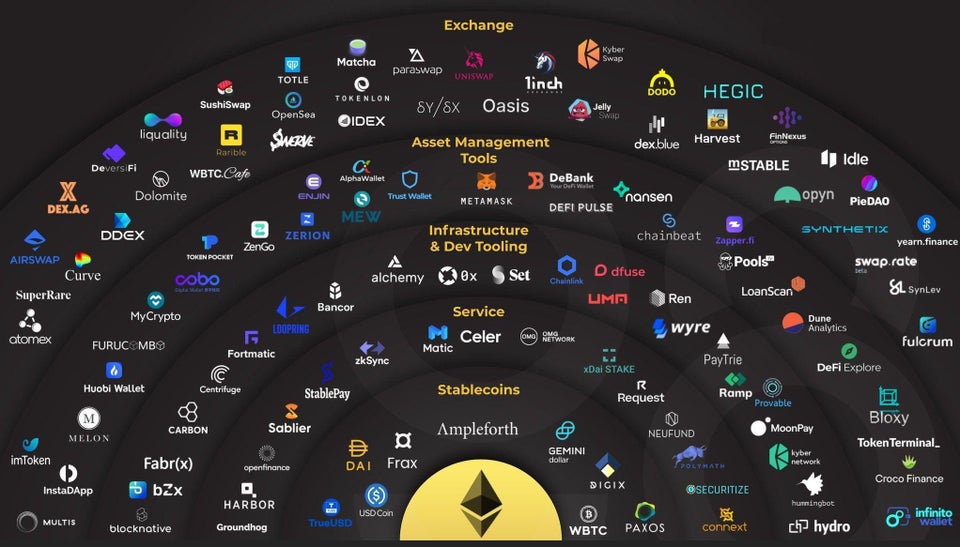 Exchange
Matcha
paraswap
UNISWAP
1inch
Kyber
Swap
TOTLE
TOKENLON
δY/δX
Oasis
Jelly
Swap
DODO
HEGIC
SushiSwap
OpenSea
IDEX
dex.blue
Harvest
FinNexus
OPTIONS
liquality
Rarible
SWERVE
mSTABLE
Idle
DeversiFi
WBTC.Cafe
Dolomite
opyn
PieDAO
DEX.AG
DDEX
SYNTHETIX
yearn.finance
AIRSWAP
Curve
swap.rate
beta
SynLev
SuperRare
atomex
fulcrum
Asset Management
Tools
AlphaWallet
Trust Wallet
METAMASK
DeBank
Your DeFi Wallet
nansen
DEFI PULSE
ENJIN
MEW
ZERION
ZenGo
TOKEN POCKET
chainbeat
Zapper.fi
Pools
LoanScan
cobo
MyCrypto
FURUCOMBO
Huobi Wallet
MELON
imToken
InstaDApp
MULTIS
Dune
Analytics
DeFi Explore
Bloxy
TokenTerminal_
Croco Finance
infinito
wallet
Infrastructure
& Dev Tooling
alchemy
0x
Set
Chainlink
dfuse
UMA
Ren
Bancor
LOOPRING
Fortmatic
wyre
PayTrie
Centrifuge
CARBON
Fabr(x)
bZx
blocknative
Ramp
Provable
MoonPay
kyber
network
hummingbot
hydro
Service
Matic
Celer
OMG
OMG
NETWORK
zkSync
xDai STAKE
StablePay
Sablier
openfinance
HARBOR
Groundhog
Request
NEUFUND
POLYMATH
SECURITIZE
connext
Stablecoins
Ampleforth
DAI
Frax
GEMINI
dollar
DIGIX
TrueUSD
USD Coin
WBTC
PAXOS